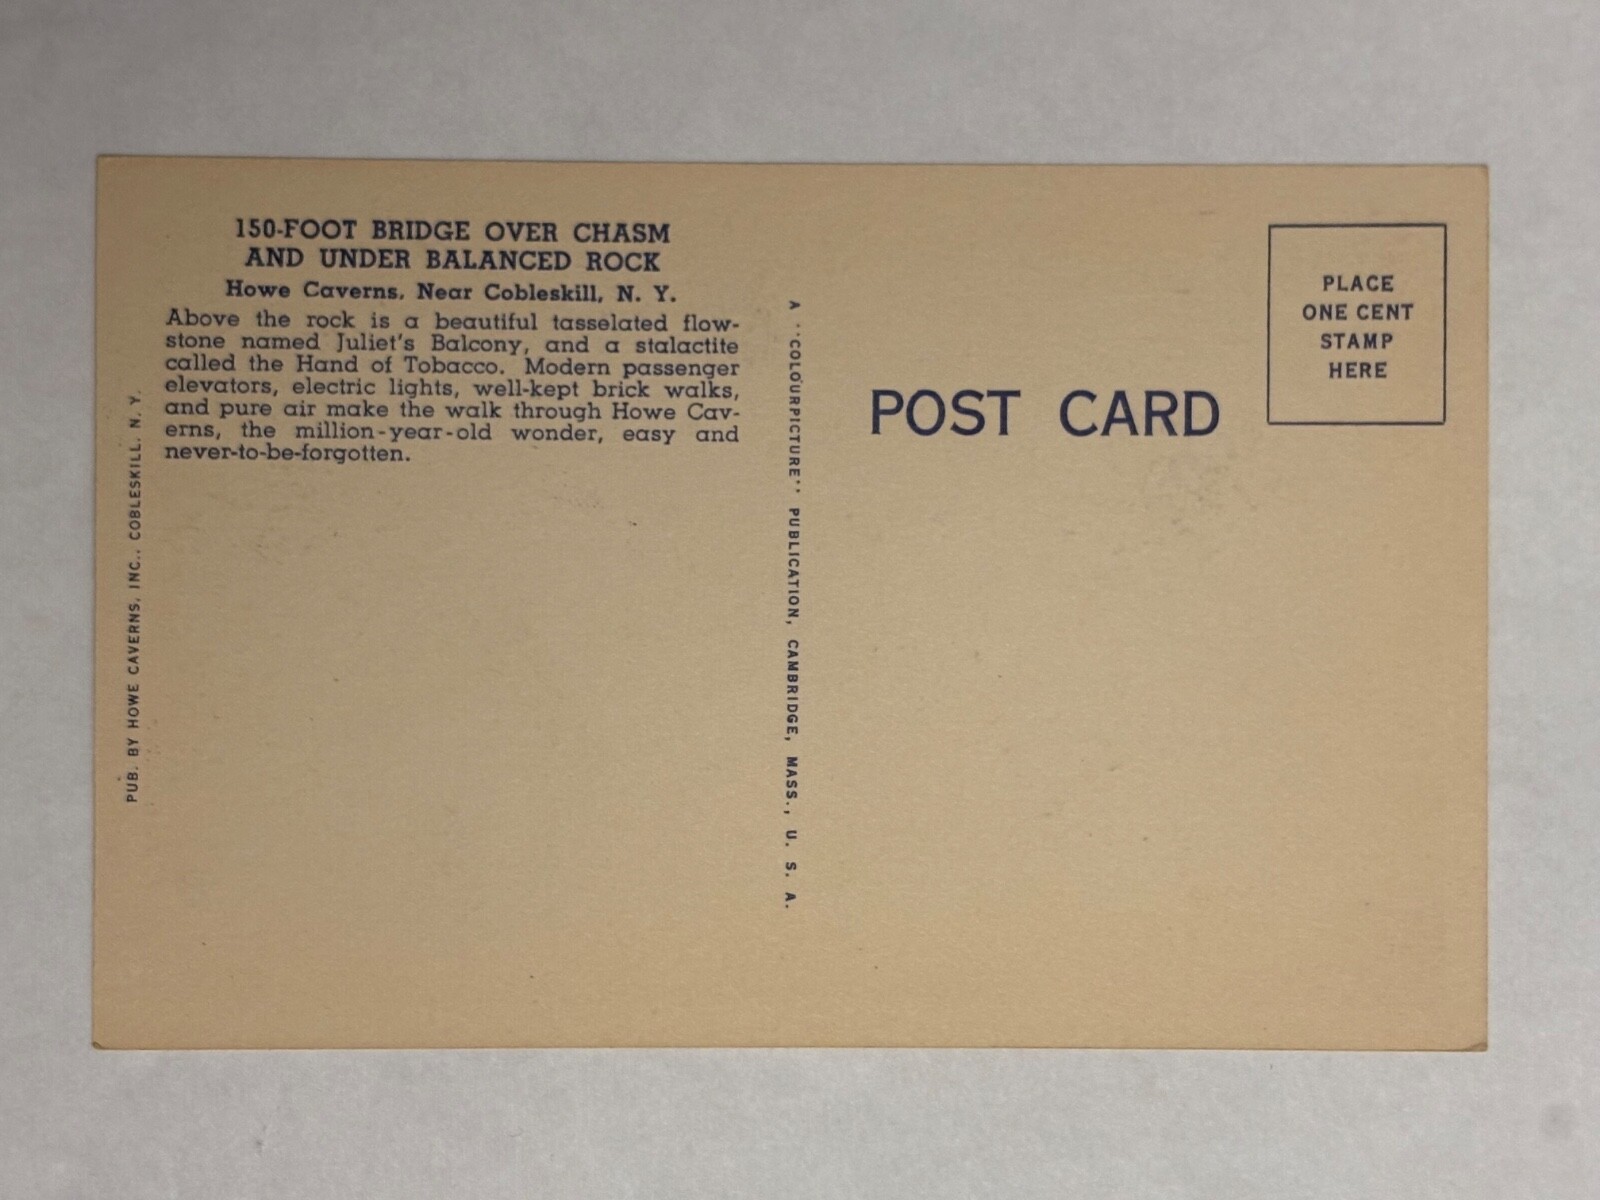 150-FOOT BRIDGE OVER CHASM
AND UNDER BALANCED ROCK
Howe Caverns, Near Cobleskill, N. Y.
Above the rock is a beautiful tasselated flow-
stone named Juliet's Balcony, and a stalactite
called the Hand of Tobacco. Modern passenger
elevators, electric lights, well-kept brick walks,
and pure air make the walk through Howe Cav-
erns, the million-year-old wonder, easy and
never-to-be-forgotten.
PUB. BY HOWE CAVERNS, INC., COBLESKILL, N. Y.
A "COLOURPICTURE" PUBLICATION, CAMBRIDGE, MASS., U. S. A.
POST CARD
PLACE
ONE CENT
STAMP
HERE